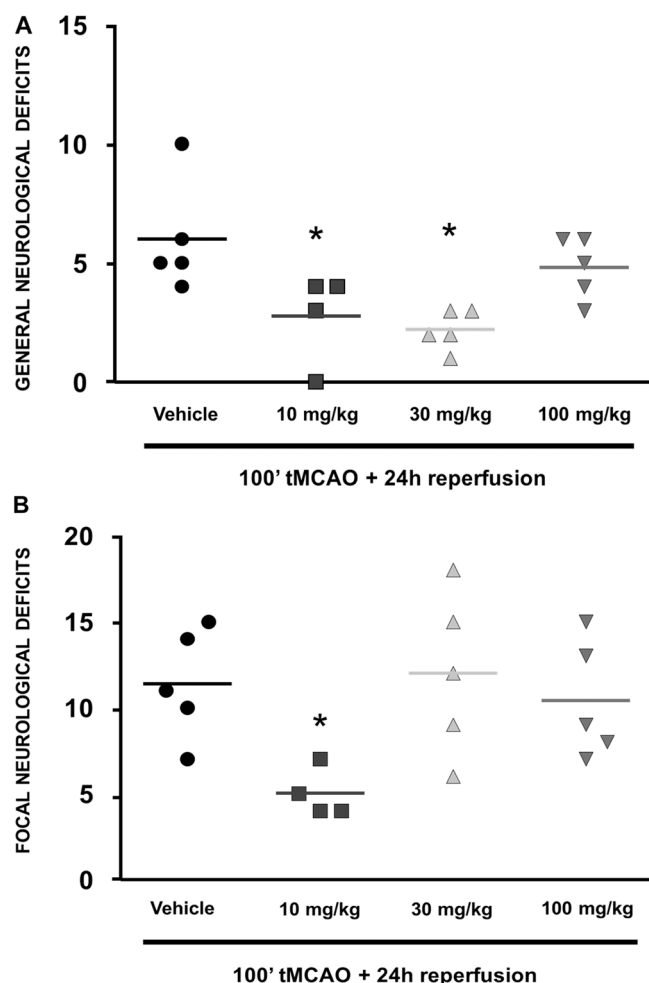 A
GENERAL NEUROLOGICAL DEFICITS
15
10
5
0
*
*
Vehicle 10 mg/kg 30 mg/kg 100 mg/kg
100' tMCAO + 24h reperfusion
B
FOCAL NEUROLOGICAL DEFICITS
20
15
10
5
0
*
Vehicle 10 mg/kg 30 mg/kg 100 mg/kg
100' tMCAO + 24h reperfusion